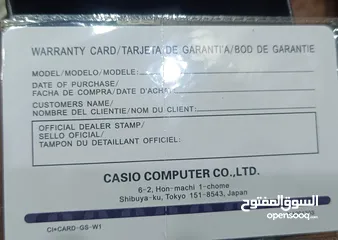 WARRANTY CARD/TARJETA DE GARANTIA/BOD DE GARANTIE
MODEL/MODELO/MODELE:
DATE OF PURCHASE/
FACHA DE COMPRA/DATE D'ACHAT:
CUSTOMERS NAME/
NOMBRE DEL CLIENTIE/NOM DU CLIENT:
OFFICIAL DEALER STAMP/
SELLO OFICIAL/
TAMPON DU DETAILLANT OFFICIEL:
CASIO COMPUTER CO.,LTD.
6-2, Hon-machi 1-chome
Shibuya-ku, Tokyo 151-8543, Japan
CI•CARD-GS-W1
السوق المفتوح
opensooq.com